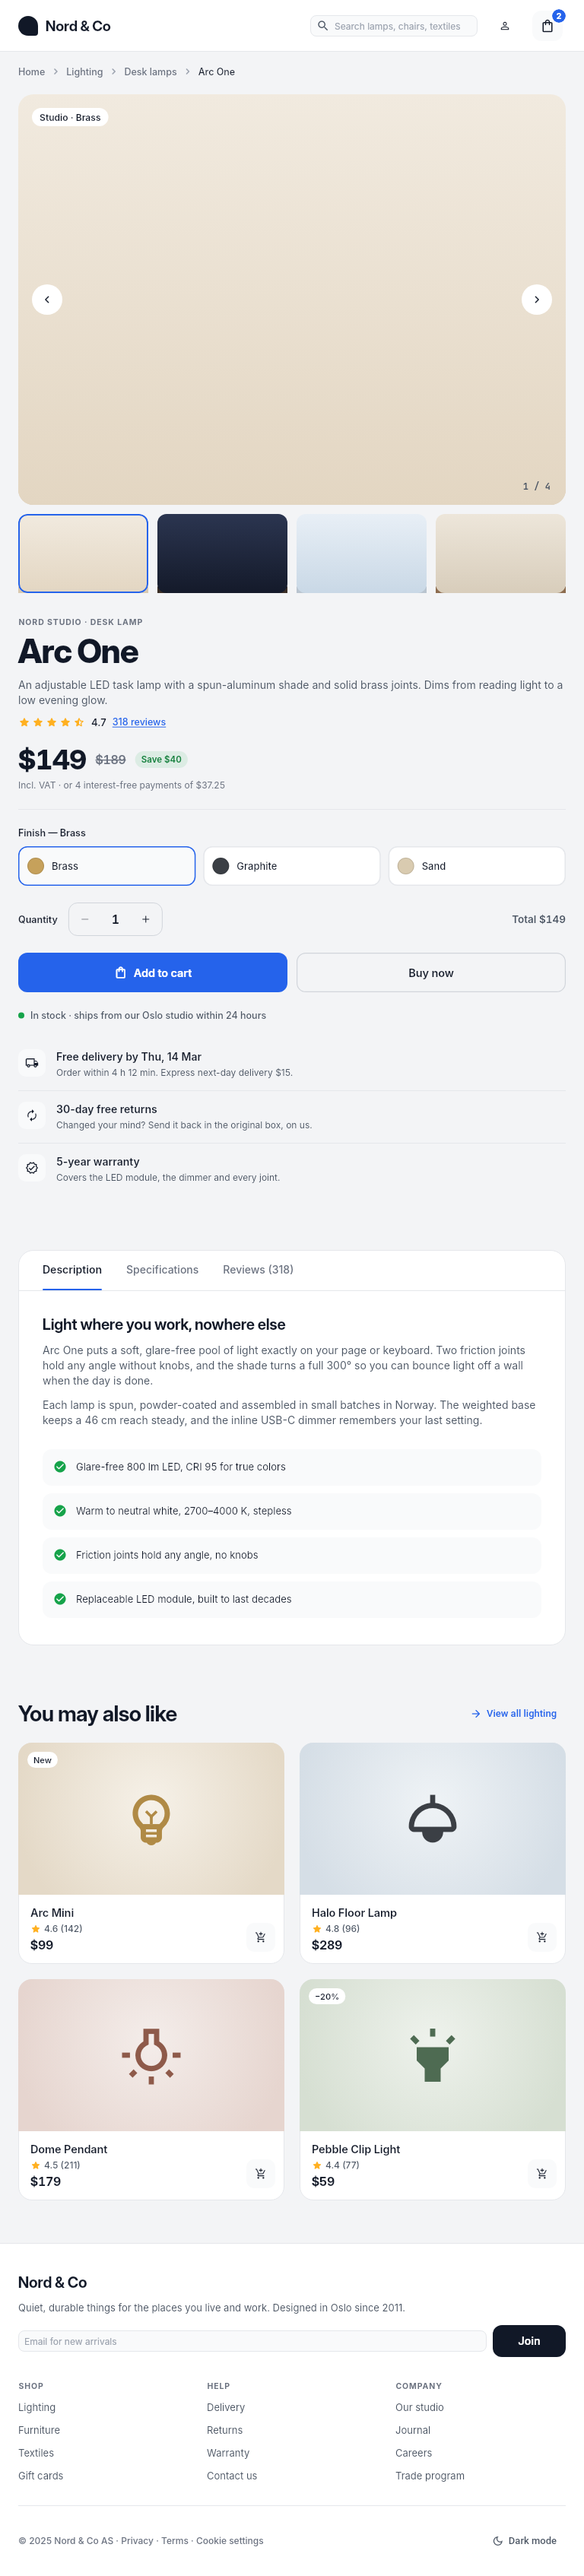 Nord & Co
Search lamps, chairs, textiles
2
Home
Lighting
Desk lamps
Arc One
Studio · Brass
1 / 4
NORD STUDIO · DESK LAMP
Arc One
An adjustable LED task lamp with a spun-aluminum shade and solid brass joints. Dims from reading light to a
low evening glow.
4.7 318 reviews
$149 $189 Save $40
Incl. VAT · or 4 interest-free payments of $37.25
Finish — Brass
Brass
Graphite
Sand
Quantity − 1 + Total $149
Add to cart
Buy now
In stock · ships from our Oslo studio within 24 hours
Free delivery by Thu, 14 Mar
Order within 4 h 12 min. Express next-day delivery $15.
30-day free returns
Changed your mind? Send it back in the original box, on us.
5-year warranty
Covers the LED module, the dimmer and every joint.
Description
Specifications
Reviews (318)
Light where you work, nowhere else
Arc One puts a soft, glare-free pool of light exactly on your page or keyboard. Two friction joints
hold any angle without knobs, and the shade turns a full 300° so you can bounce light off a wall
when the day is done.
Each lamp is spun, powder-coated and assembled in small batches in Norway. The weighted base
keeps a 46 cm reach steady, and the inline USB-C dimmer remembers your last setting.
Glare-free 800 lm LED, CRI 95 for true colors
Warm to neutral white, 2700–4000 K, stepless
Friction joints hold any angle, no knobs
Replaceable LED module, built to last decades
You may also like
View all lighting
New
Arc Mini
4.6 (142)
$99
Halo Floor Lamp
4.8 (96)
$289
Dome Pendant
4.5 (211)
$179
−20%
Pebble Clip Light
4.4 (77)
$59
Nord & Co
Quiet, durable things for the places you live and work. Designed in Oslo since 2011.
Email for new arrivals
Join
SHOP
Lighting
Furniture
Textiles
Gift cards
HELP
Delivery
Returns
Warranty
Contact us
COMPANY
Our studio
Journal
Careers
Trade program
© 2025 Nord & Co AS · Privacy · Terms · Cookie settings
Dark mode